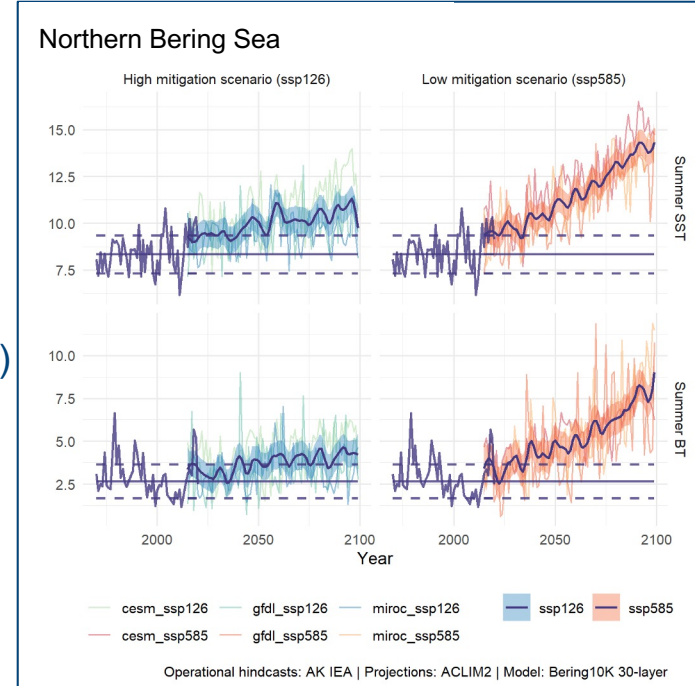 Northern Bering Sea
High mitigation scenario (ssp126)
Low mitigation scenario (ssp585)
15.0
12.5
10.0
7.5
Summer SST
)
10.0
7.5
5.0
2.5
Summer BT
2000
2050
2100
2000
2050
2100
Year
cesm_ssp126
gfdl_ssp126
miroc_ssp126
ssp126
ssp585
cesm_ssp585
gfdl_ssp585
miroc_ssp585
Operational hindcasts: AK IEA | Projections: ACLIM2 | Model: Bering10K 30-layer